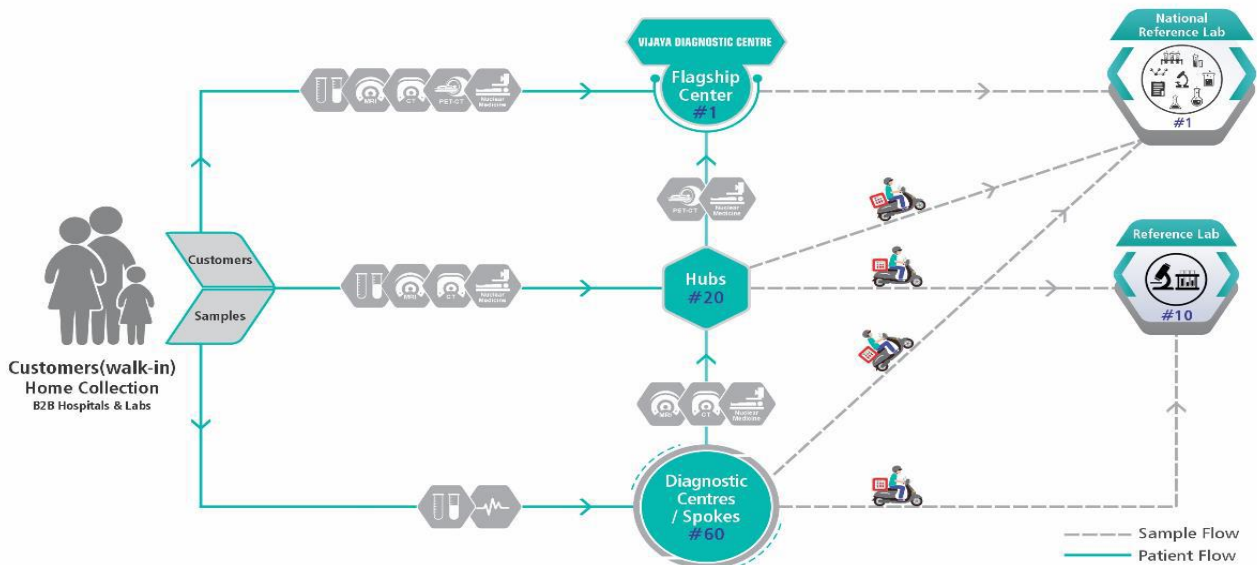 VIJAYA DIAGNOSTIC CENTRE
Flagship
Center
#1
National
Reference Lab
#1
MRI
CT
PET-CT
Nuclear
Medicine
PET-CT
Nuclear
Medicine
Customers
Samples
MRI
CT
Nuclear
Medicine
Hubs
#20
Reference Lab
#10
Customers(walk-in)
Home Collection
B2B Hospitals & Labs
MRI
CT
Nuclear
Medicine
Diagnostic
Centres
/ Spokes
#60
Sample Flow
Patient Flow